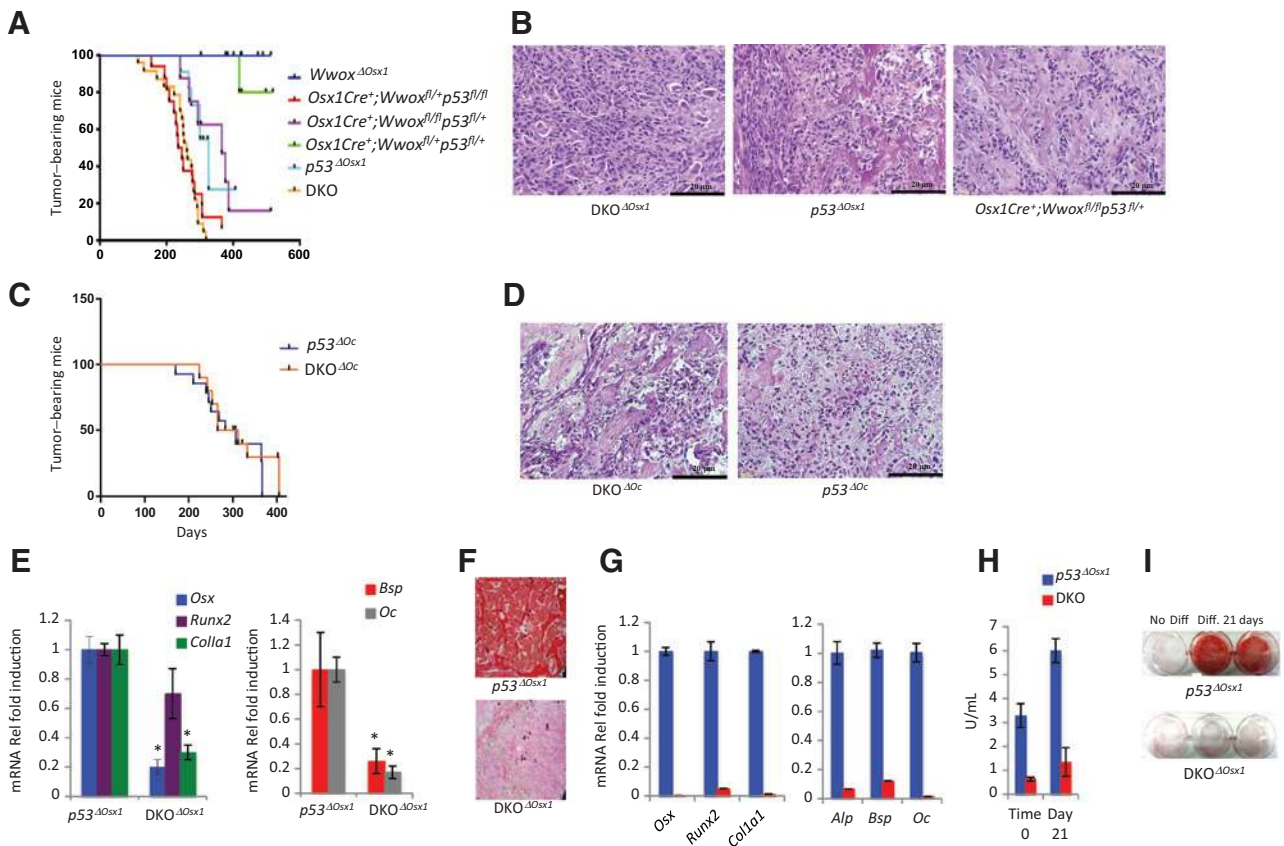 A
100
80
60
40
20
0
0 200 400 600
Tumor–bearing mice
Wwox ΔOsx1
Osx1Cre+;Wwox fl/+p53 fl/fl
Osx1Cre+;Wwox fl/fl p53 fl/+
Osx1Cre+;Wwox fl/+p53 fl/+
p53 ΔOsx1
DKO
B
20 µm
20 µm
20 µm
DKO ΔOsx1
p53 ΔOsx1
Osx1Cre+;Wwox fl/fl p53 fl/+
C
150
100
50
0
0 100 200 300 400
Tumor–bearing mice
Days
p53 ΔOc
DKO ΔOc
D
20 µm
20 µm
DKO ΔOc
p53 ΔOc
E
Osx
Runx2
Colla1
mRNA Rel fold induction
1.2
1
0.8
0.6
0.4
0.2
0
* *
p53 ΔOsx1 DKO ΔOsx1
Bsp
Oc
mRNA Rel fold induction
1.4
1.2
1
0.8
0.6
0.4
0.2
0
* *
p53 ΔOsx1 DKO ΔOsx1
F
p53 ΔOsx1
DKO ΔOsx1
G
mRNA Rel fold induction
1.2
1
0.8
0.6
0.4
0.2
0
Osx Runx2 Col1a1
1.2
1
0.8
0.6
0.4
0.2
0
Alp Bsp Oc
H
p53 ΔOsx1
DKO
U/mL
7
6
5
4
3
2
1
0
Time Day
0 21
I
No Diff Diff. 21 days
p53 ΔOsx1
DKO ΔOsx1